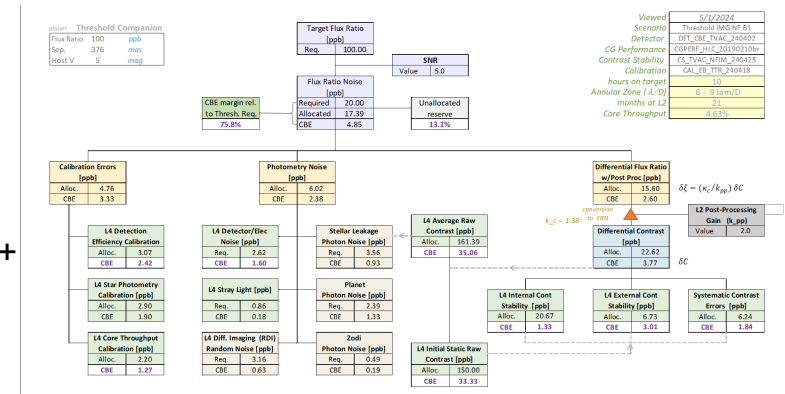 planet Threshold Companion
Flux Ratio 100 ppb
Sep. 376 mas
Host V 5 mag
Target Flux Ratio
[ppb]
Req. 100.00
SNR
Value 5.0
Viewed 5/1/2024
Scenario Threshold IMG NF B1
Detector DET_CBE_TVAC_240402
CG Performance CGPERF_HLC_20190210br
Contrast Stability CS_TVAC_NFIM_240425
Calibration CAL_EB_TTR_240418
hours on target 10
Annular Zone ( λ/D) 6 - 9 lam/D
months at L2 21
Core Throughput 4.63%
Flux Ratio Noise
[ppb]
Required 20.00
Allocated 17.39
CBE 4.85
CBE margin rel.
to Thresh. Req.
75.8%
Unallocated
reserve
13.1%
Calibration Errors
[ppb]
Alloc. 4.76
CBE 3.33
Photometry Noise
[ppb]
Alloc. 6.02
CBE 2.38
Differential Flux Ratio
w/Post Proc [ppb]
Alloc. 15.60
CBE 2.60
δξ = (κc/kpp) δC
conversion
to FRN
k_c = 1.38
L2 Post-Processing
Gain (k_pp)
Value 2.0
L4 Detection
Efficiency Calibration
Alloc. 3.07
CBE 2.42
L4 Detector/Elec
Noise [ppb]
Req. 2.62
CBE 1.60
Stellar Leakage
Photon Noise [ppb]
Req. 3.56
CBE 0.93
L4 Average Raw
Contrast [ppb]
Alloc. 161.39
CBE 35.06
Differential Contrast
[ppb]
Alloc. 22.62
CBE 3.77
δC
L4 Star Photometry
Calibration [ppb]
Alloc. 2.90
CBE 1.90
L4 Stray Light [ppb]
Req. 0.86
CBE 0.18
Planet
Photon Noise [ppb]
Req. 2.39
CBE 1.33
L4 Internal Cont
Stability [ppb]
Alloc. 20.67
CBE 1.33
L4 External Cont
Stability [ppb]
Alloc. 6.73
CBE 3.01
Systematic Contrast
Errors [ppb]
Alloc. 6.24
CBE 1.84
L4 Core Throughput
Calibration [ppb]
Alloc. 2.20
CBE 1.27
L4 Diff. Imaging (RDI)
Random Noise [ppb]
Req. 3.16
CBE 0.63
Zodi
Photon Noise [ppb]
Req. 0.49
CBE 0.19
L4 Initial Static Raw
Contrast [ppb]
Alloc. 150.00
CBE 33.33
+